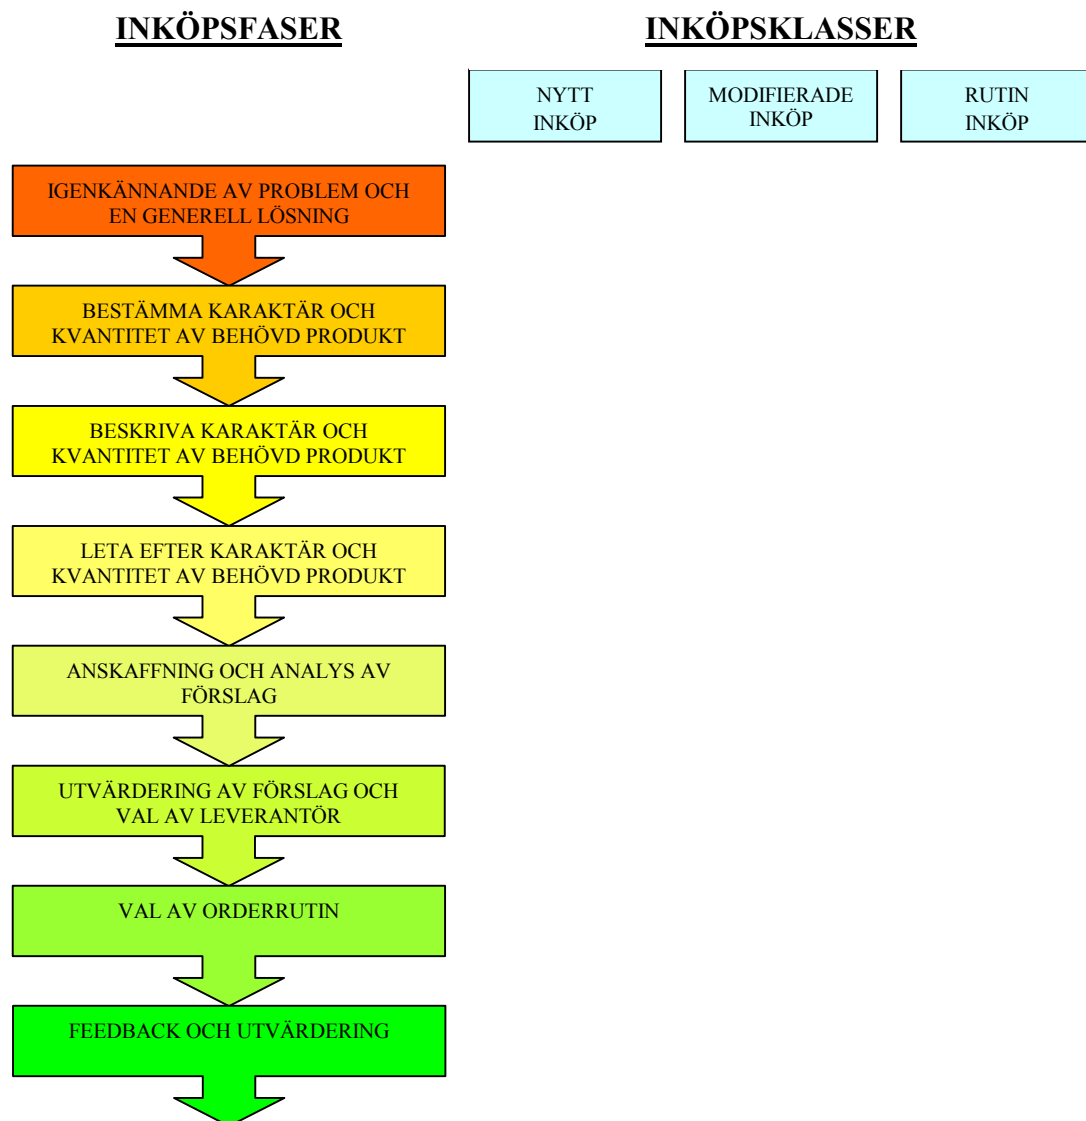 INKÖPSFASER
INKÖPSKLASSER
NYTT
INKÖP
MODIFIERADE
INKÖP
RUTIN
INKÖP
IGENKÄNNANDE AV PROBLEM OCH
EN GENERELL LÖSNING
BESTÄMMA KARAKTÄR OCH
KVANTITET AV BEHÖVD PRODUKT
BESKRIVA KARAKTÄR OCH
KVANTITET AV BEHÖVD PRODUKT
LETA EFTER KARAKTÄR OCH
KVANTITET AV BEHÖVD PRODUKT
ANSKAFFNING OCH ANALYS AV
FÖRSLAG
UTVÄRDERING AV FÖRSLAG OCH
VAL AV LEVERANTÖR
VAL AV ORDERRUTIN
FEEDBACK OCH UTVÄRDERING